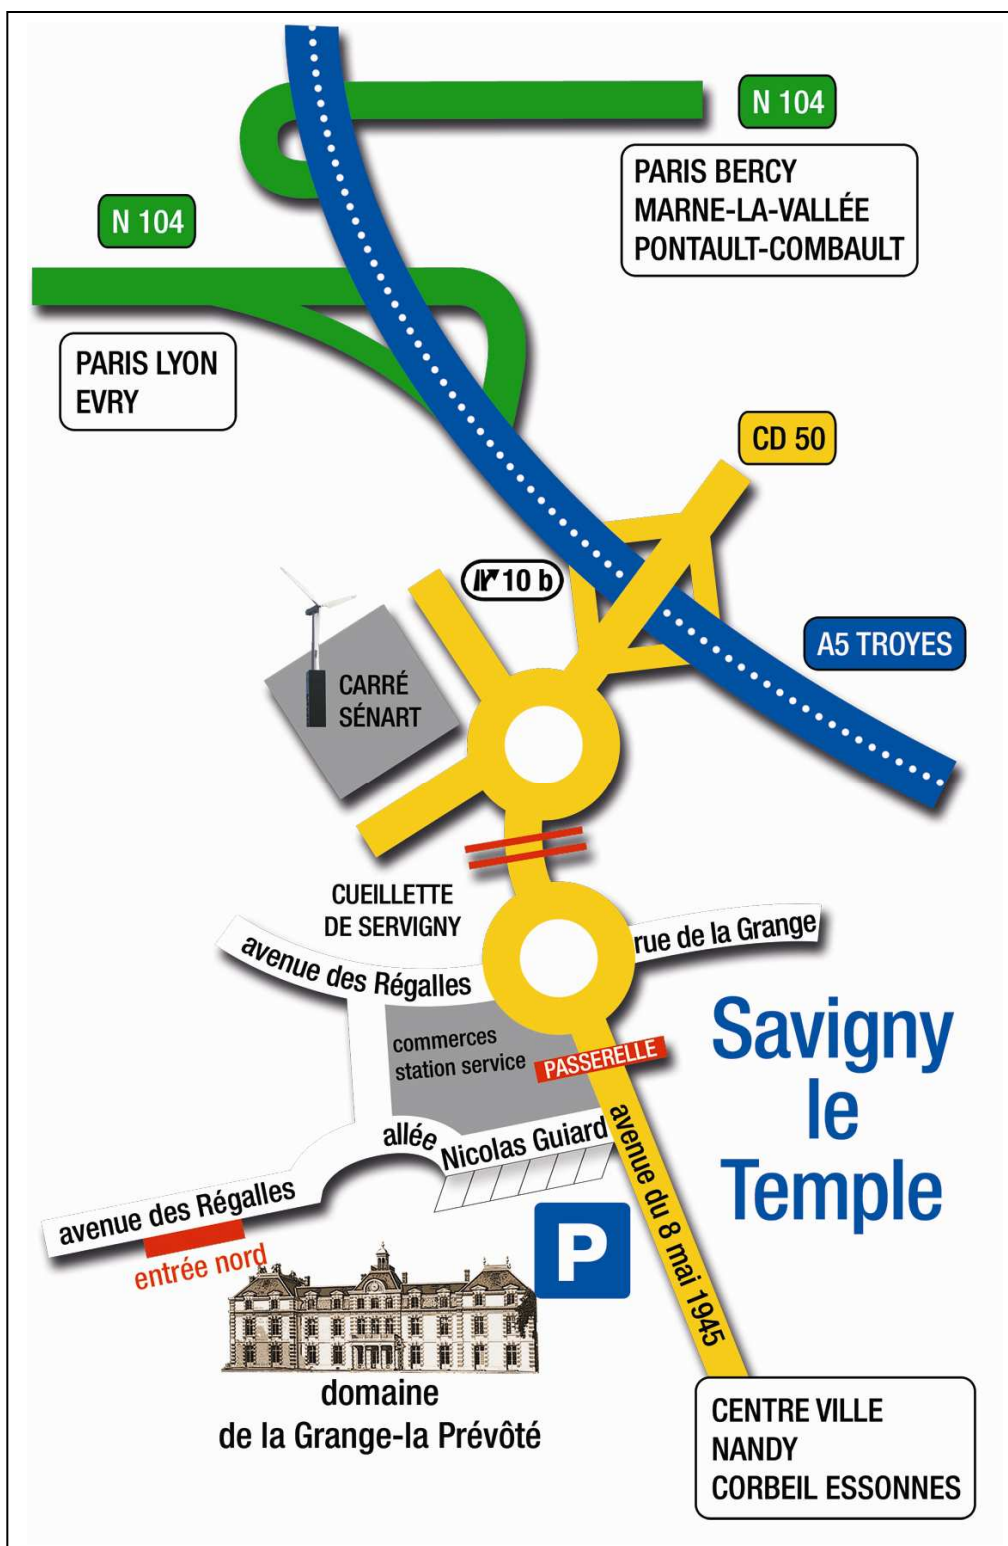 N 104
PARIS BERCY
MARNE-LA-VALLÉE
PONTAULT-COMBAULT
N 104
PARIS LYON
EVRY
CD 50
10 b
A5 TROYES
CARRÉ
SÉNART
CUEILLETTE
DE SERVIGNY
avenue des Régalles
rue de la Grange
commerces
station service
PASSERELLE
Savigny
le
Temple
allée
Nicolas Guiard
avenue du 8 mai 1945
avenue des Régalles
entrée nord
P
domaine
de la Grange-la Prévôté
CENTRE VILLE
NANDY
CORBEIL ESSONNES